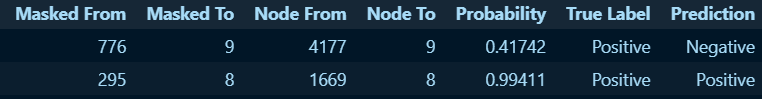 Masked From Masked To Node From Node To Probability True Label Prediction
776 9 4177 9 0.41742 Positive Negative
295 8 1669 8 0.99411 Positive Positive